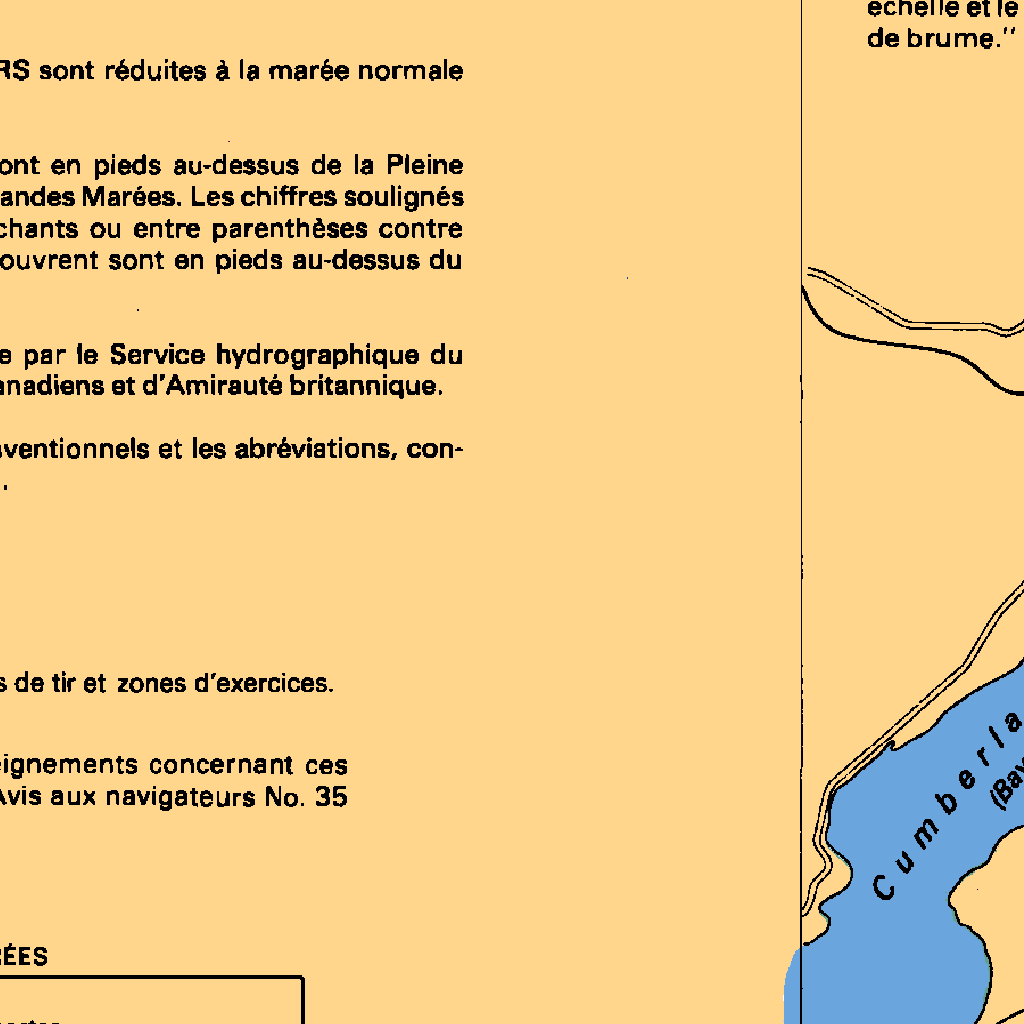 RS sont réduites à la marée normale
ont en pieds au-dessus de la Pleine
andes Marées. Les chiffres soulignés
chants ou entre parenthèses contre
ouvrent sont en pieds au-dessus du
e par le Service hydrographique du
anadiens et d'Amirauté britannique.
ventionnels et les abréviations, con-
.
s de tir et zones d'exercices.
eignements concernant ces
Avis aux navigateurs No. 35
RÉES
échelle et le
de brume."
Cumberla
(Bay